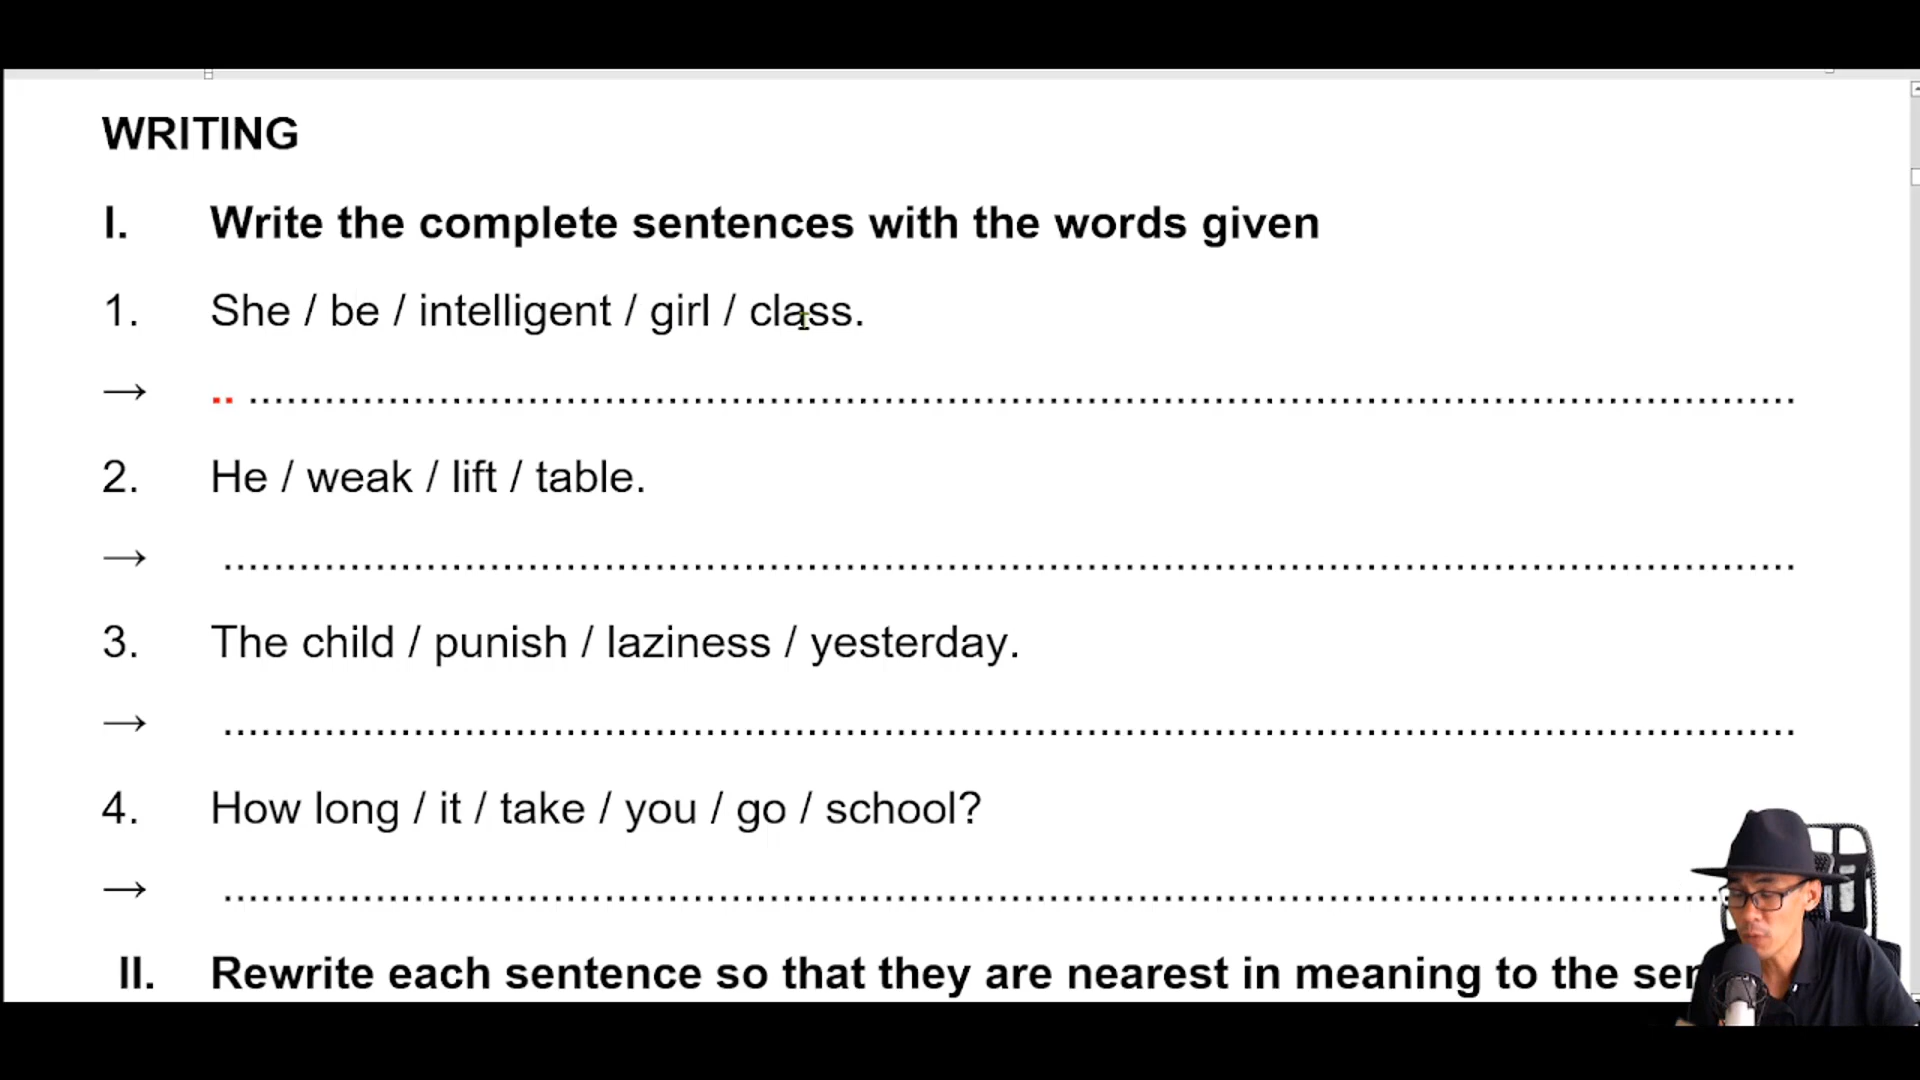 WRITING
I. Write the complete sentences with the words given
1. She / be / intelligent / girl / class.
→ .. ..........................................................................................
2. He / weak / lift / table.
→ ..........................................................................................
3. The child / punish / laziness / yesterday.
→ ..........................................................................................
4. How long / it / take / you / go / school?
→ ..........................................................................................
II. Rewrite each sentence so that they are nearest in meaning to the